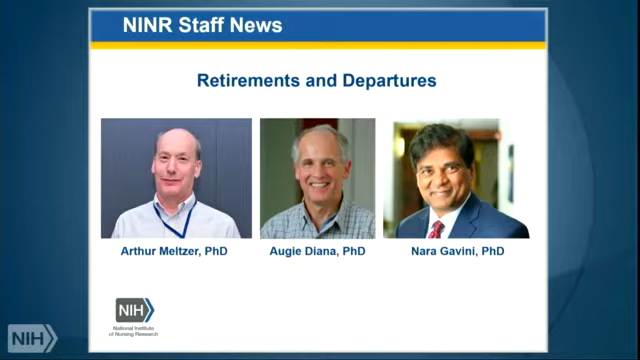 NINR Staff News
Retirements and Departures
Arthur Meltzer, PhD
Augie Diana, PhD
Nara Gavini, PhD
NIH
National Institute
of Nursing Research
NIH